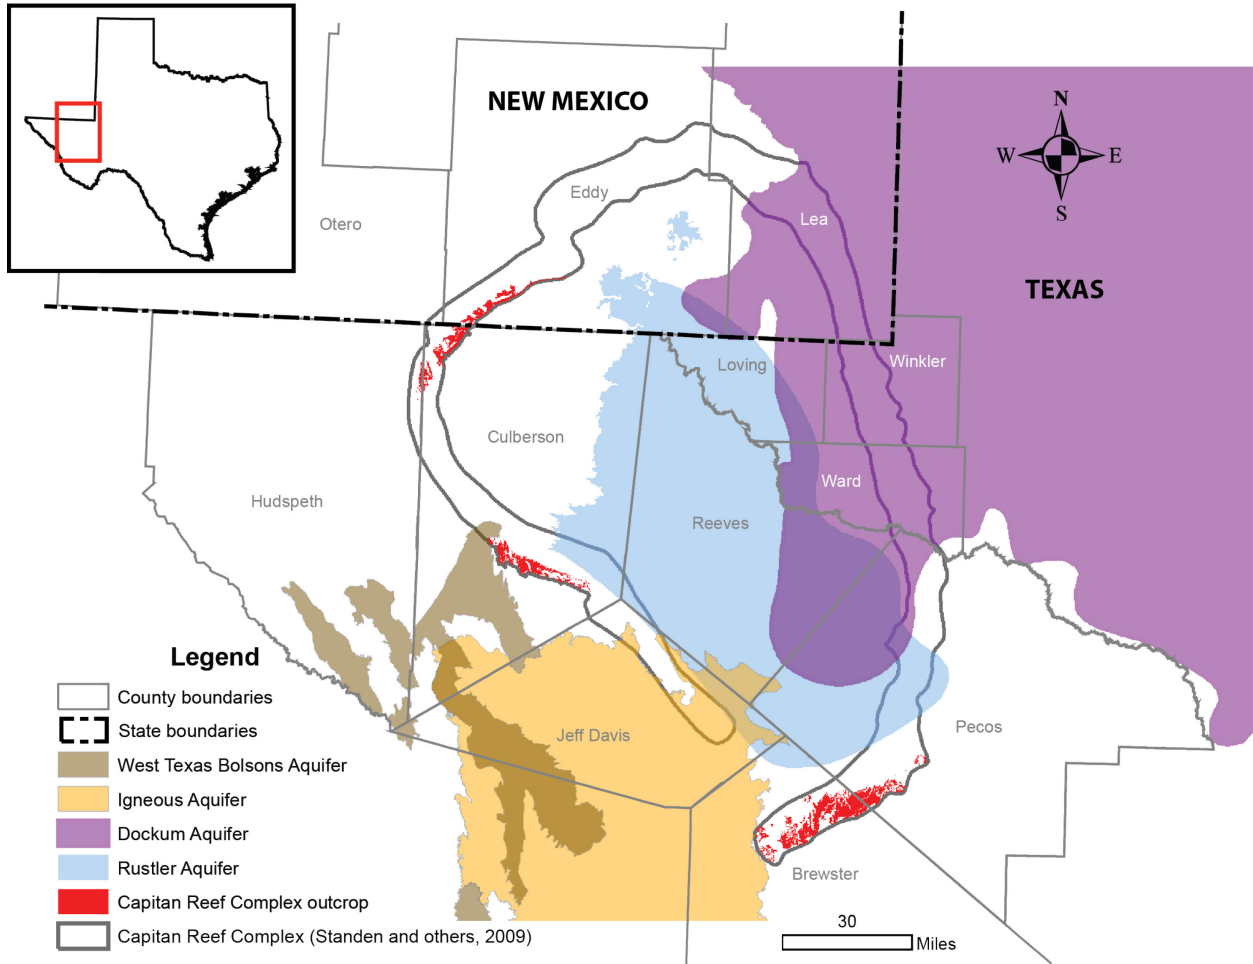 NEW MEXICO
N
W
E
S
Eddy
Otero
Lea
TEXAS
Loving
Winkler
Culberson
Ward
Hudspeth
Reeves
Legend
County boundaries
State boundaries
West Texas Bolsons Aquifer
Igneous Aquifer
Dockum Aquifer
Rustler Aquifer
Capitan Reef Complex outcrop
Capitan Reef Complex (Standen and others, 2009)
Jeff Davis
Pecos
Brewster
30
Miles